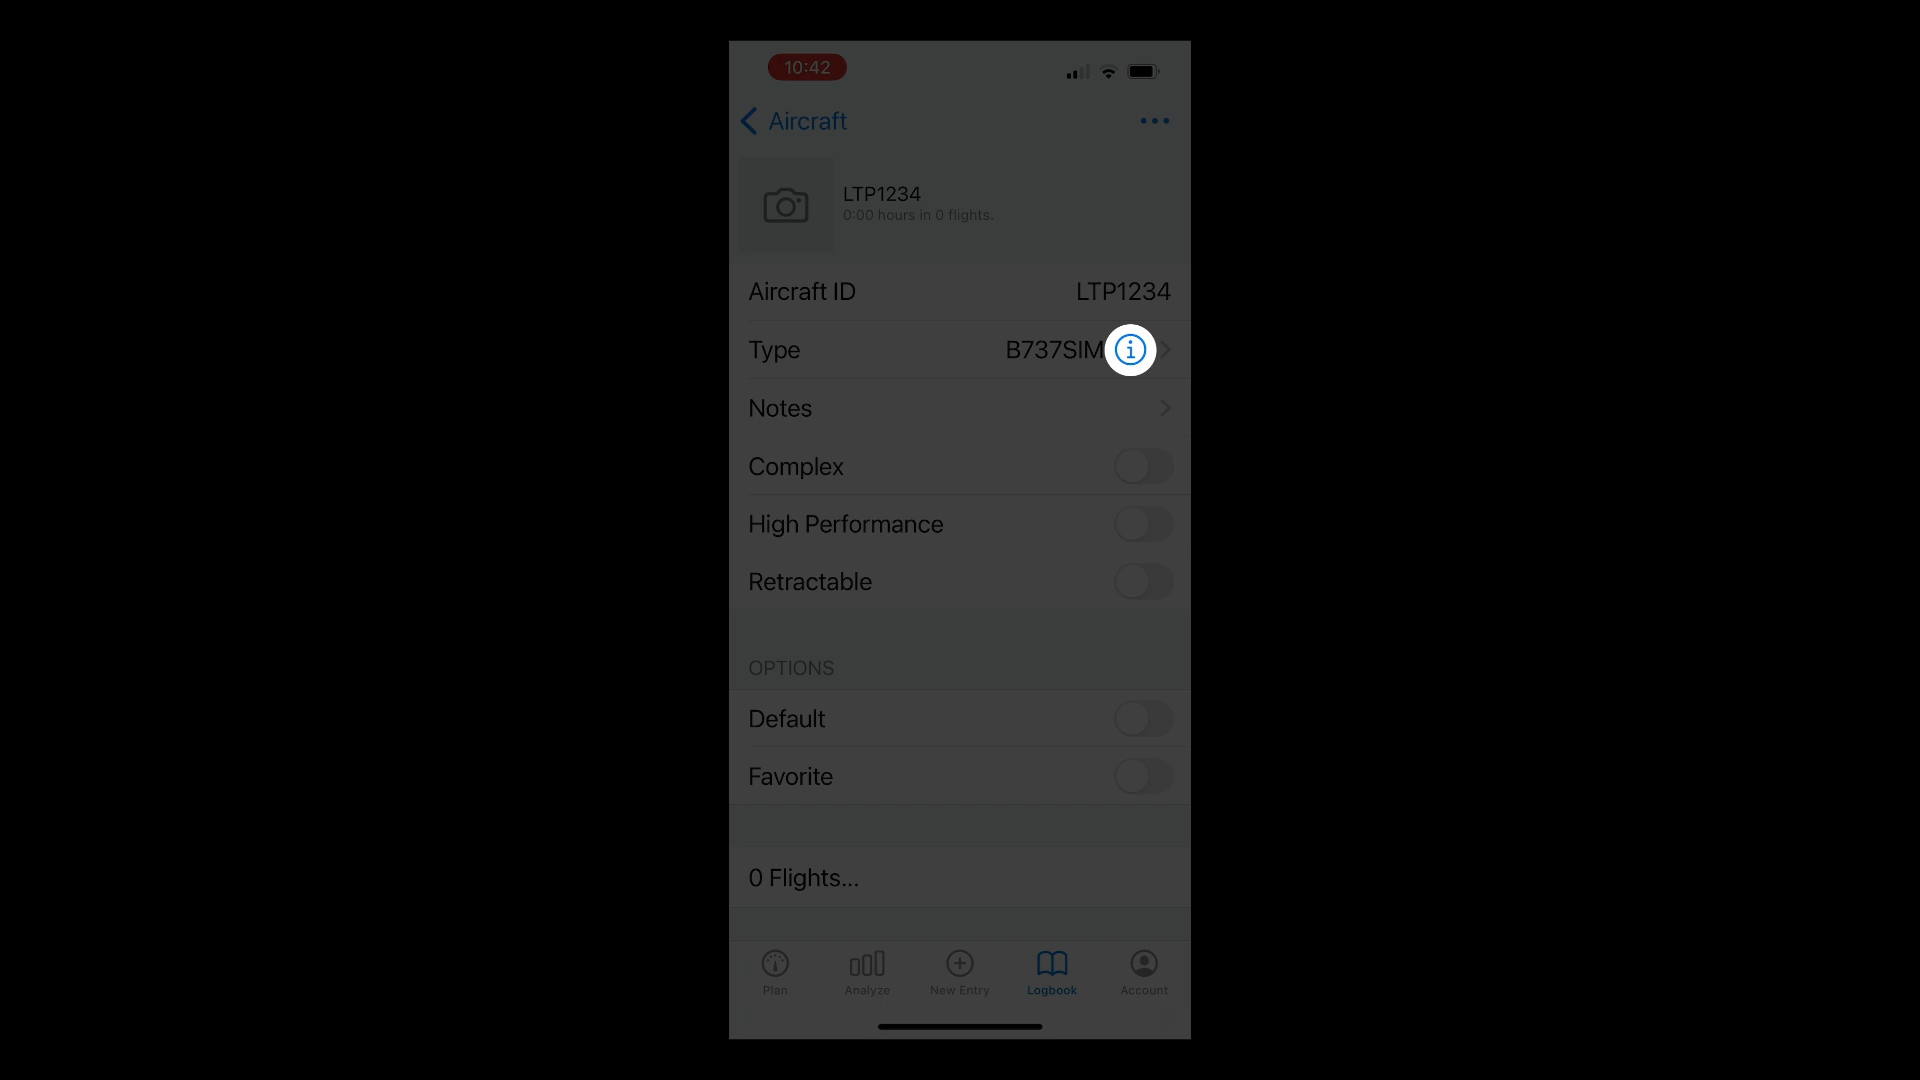 10:42
Aircraft
LTP1234
0:00 hours in 0 flights.
Aircraft ID LTP1234
Type B737SIM
Notes
Complex
High Performance
Retractable
OPTIONS
Default
Favorite
0 Flights...
Plan Analyze New Entry Logbook Account